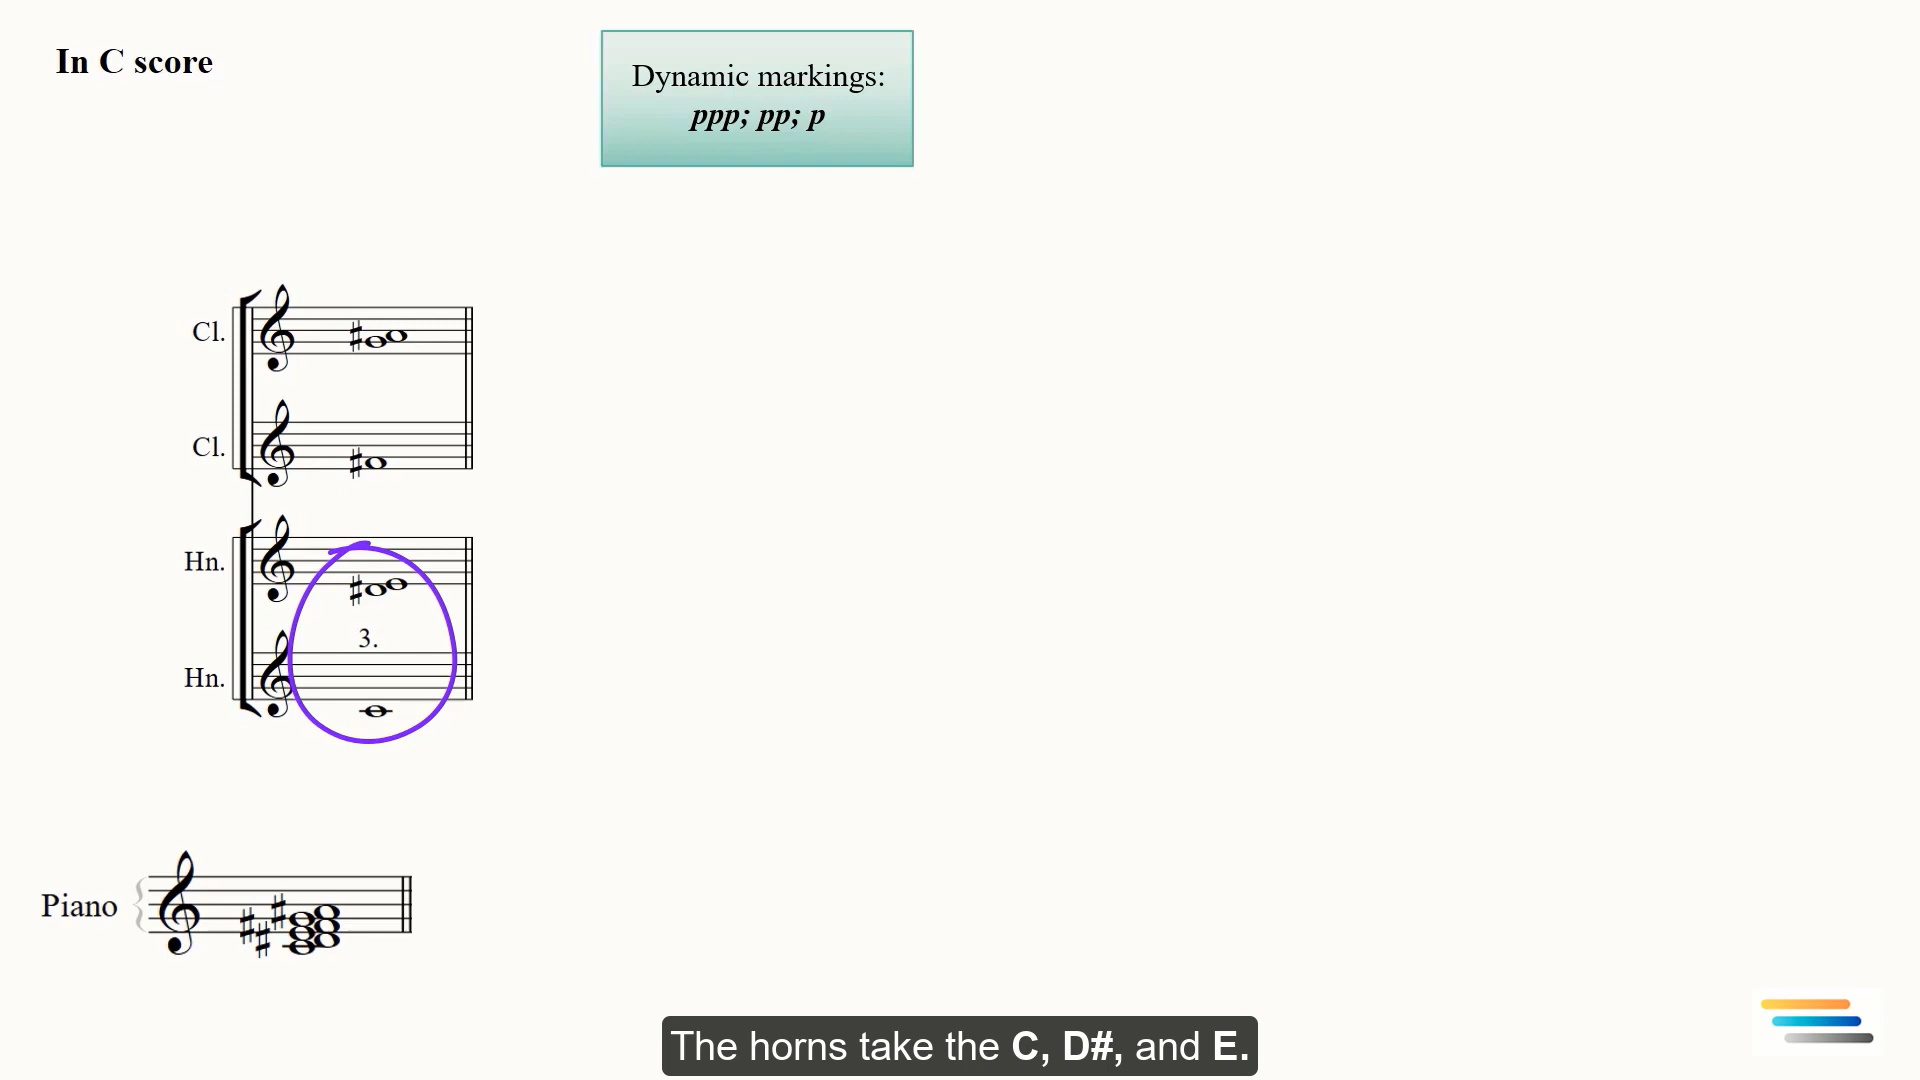 In C score
Dynamic markings:
ppp; pp; p
Cl.
Cl.
Hn.
3.
Hn.
Piano
The horns take the C, D#, and E.